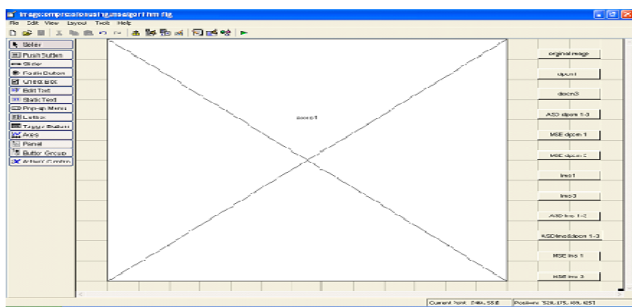 File Edit View Layout Tools Help
Select
Push Button
Slider
Radio Button
Check Box
Edit Text
Static Text
Pop-up Menu
Listbox
Toggle Button
Axes
Panel
Button Group
ActiveX Control
axes1
original image
dpcm1
dpcm3
ASD dpcm 1-3
MSE dpcm 1
MSE dpcm 3
lms1
lms3
ASD lms 1-3
ASDlms&dpcm 1-3
MSE lms 1
MSE lms 3
Current Point:
Position: